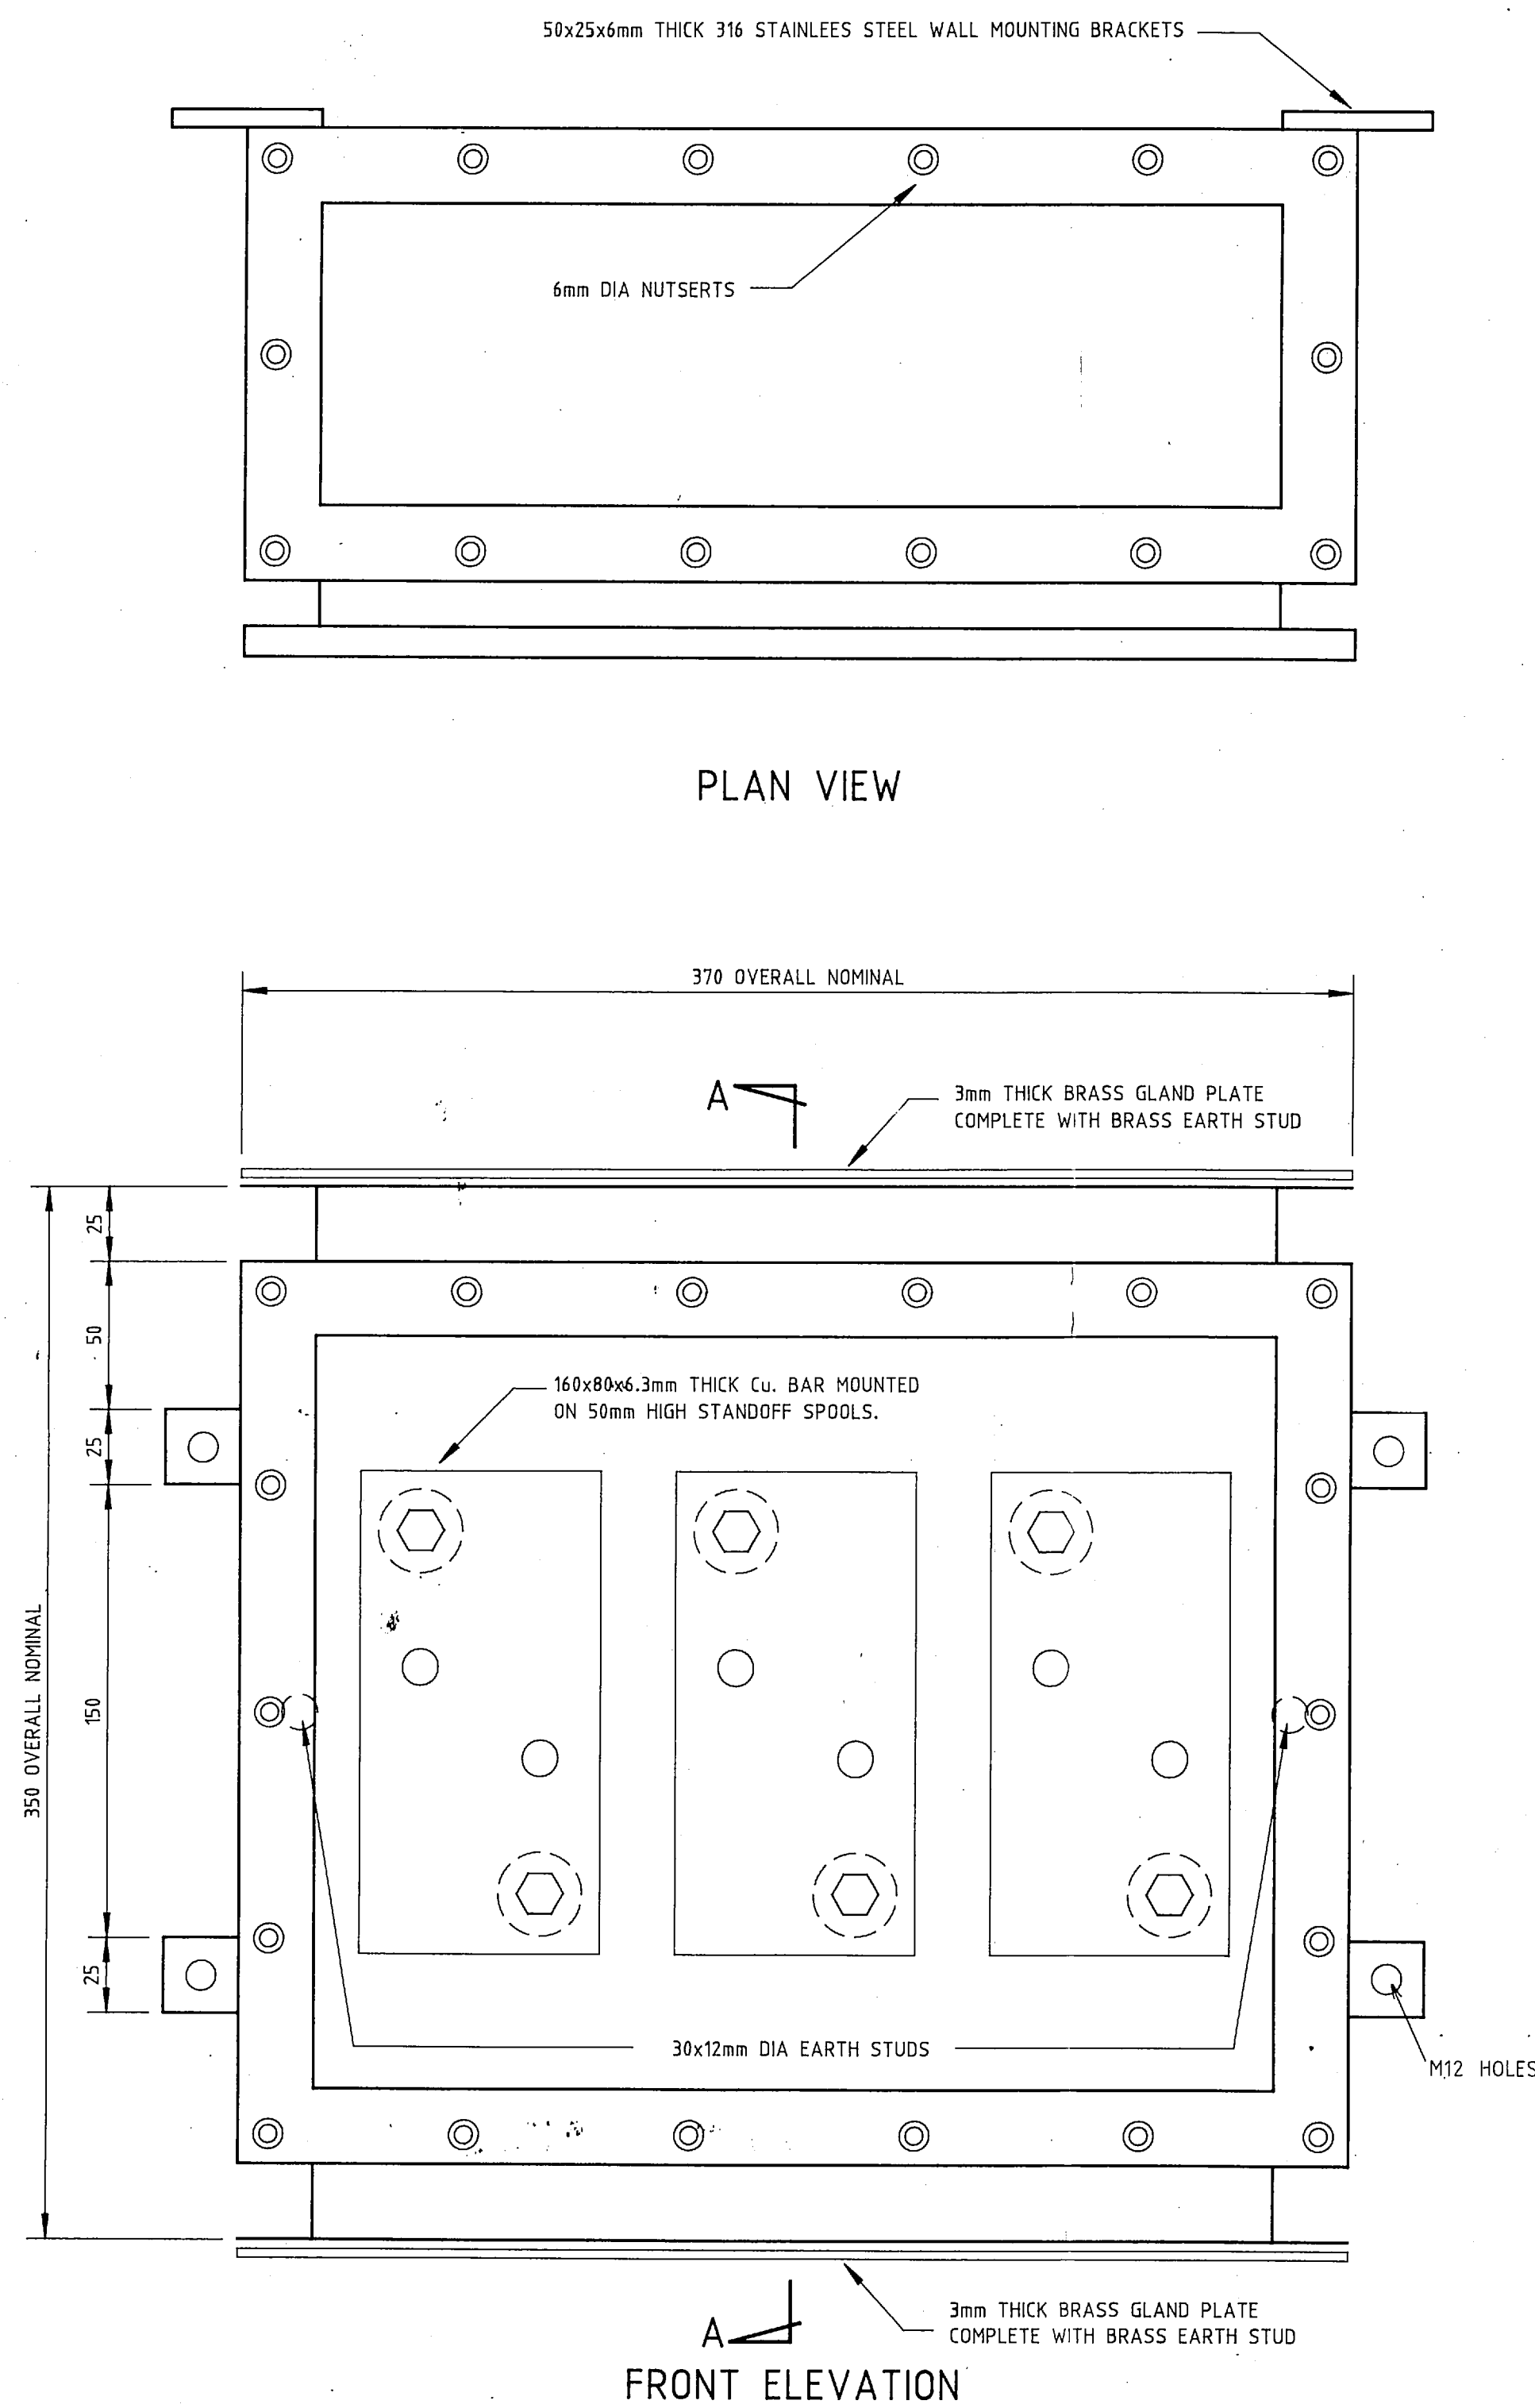 50x25x6mm THICK 316 STAINLEES STEEL WALL MOUNTING BRACKETS
6mm DIA NUTSERTS
PLAN VIEW
370 OVERALL NOMINAL
A
3mm THICK BRASS GLAND PLATE
COMPLETE WITH BRASS EARTH STUD
25
50
160x80x6.3mm THICK Cu. BAR MOUNTED
ON 50mm HIGH STANDOFF SPOOLS.
25
350 OVERALL NOMINAL
150
25
30x12mm DIA EARTH STUDS
M12 HOLES
3mm THICK BRASS GLAND PLATE
COMPLETE WITH BRASS EARTH STUD
A
FRONT ELEVATION